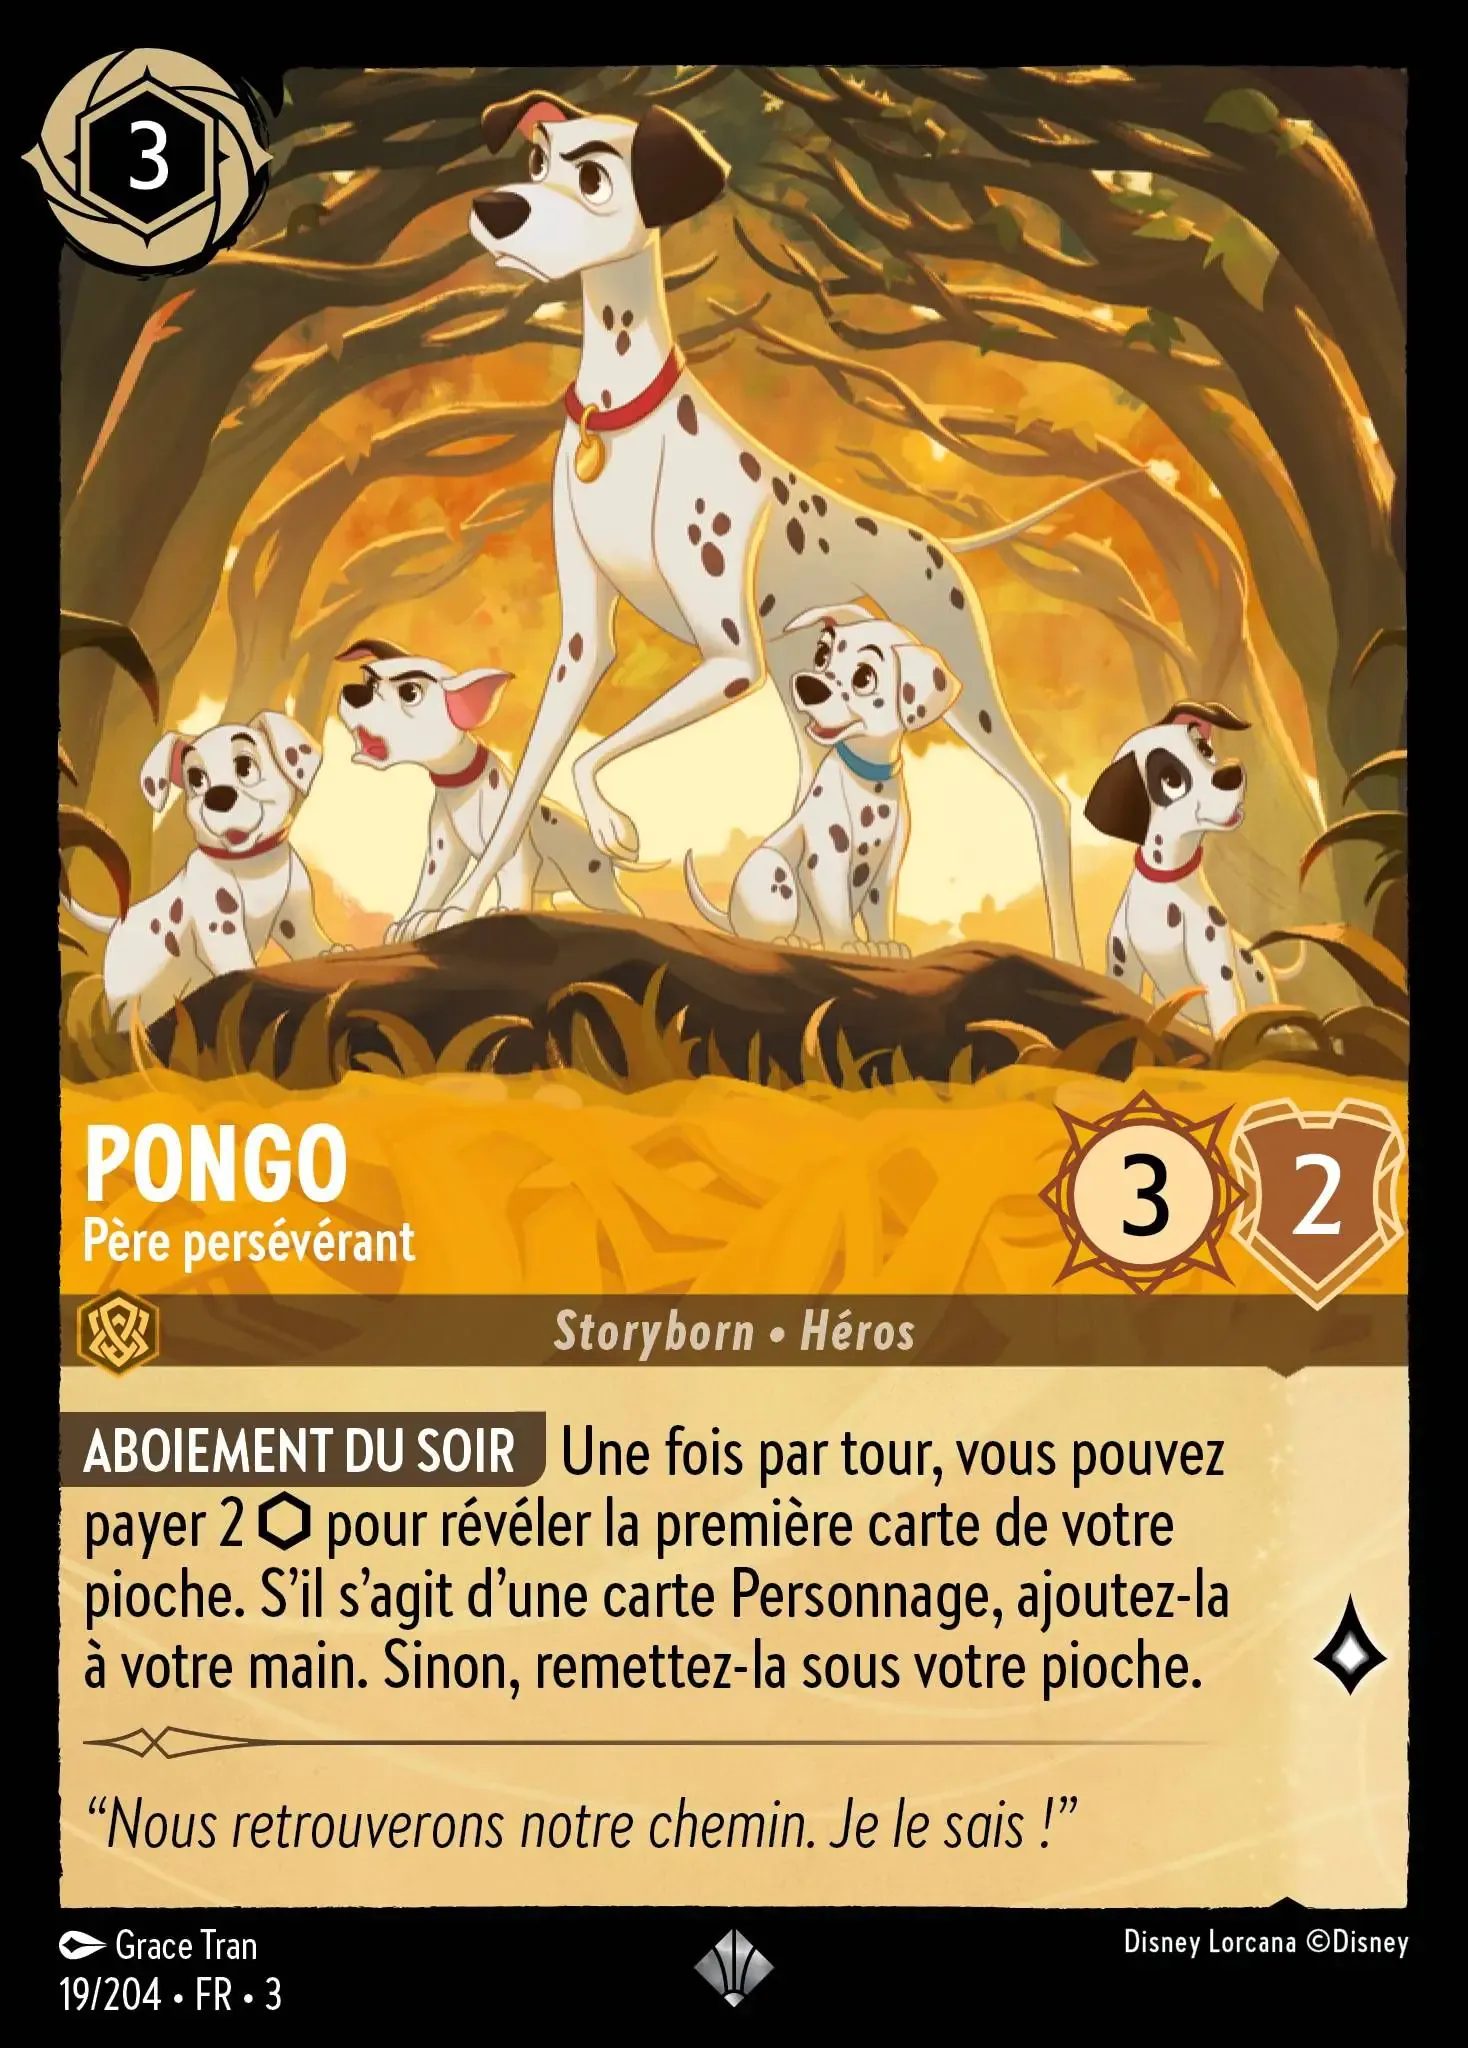 3
PONGO
Père persévérant
3
2
Storyborn • Héros
ABOIEMENT DU SOIR Une fois par tour, vous pouvez
payer 2 ⬡ pour révéler la première carte de votre
pioche. S’il s’agit d’une carte Personnage, ajoutez-la
à votre main. Sinon, remettez-la sous votre pioche.
“Nous retrouverons notre chemin. Je le sais !”
Grace Tran
19/204 • FR • 3
Disney Lorcana ©Disney